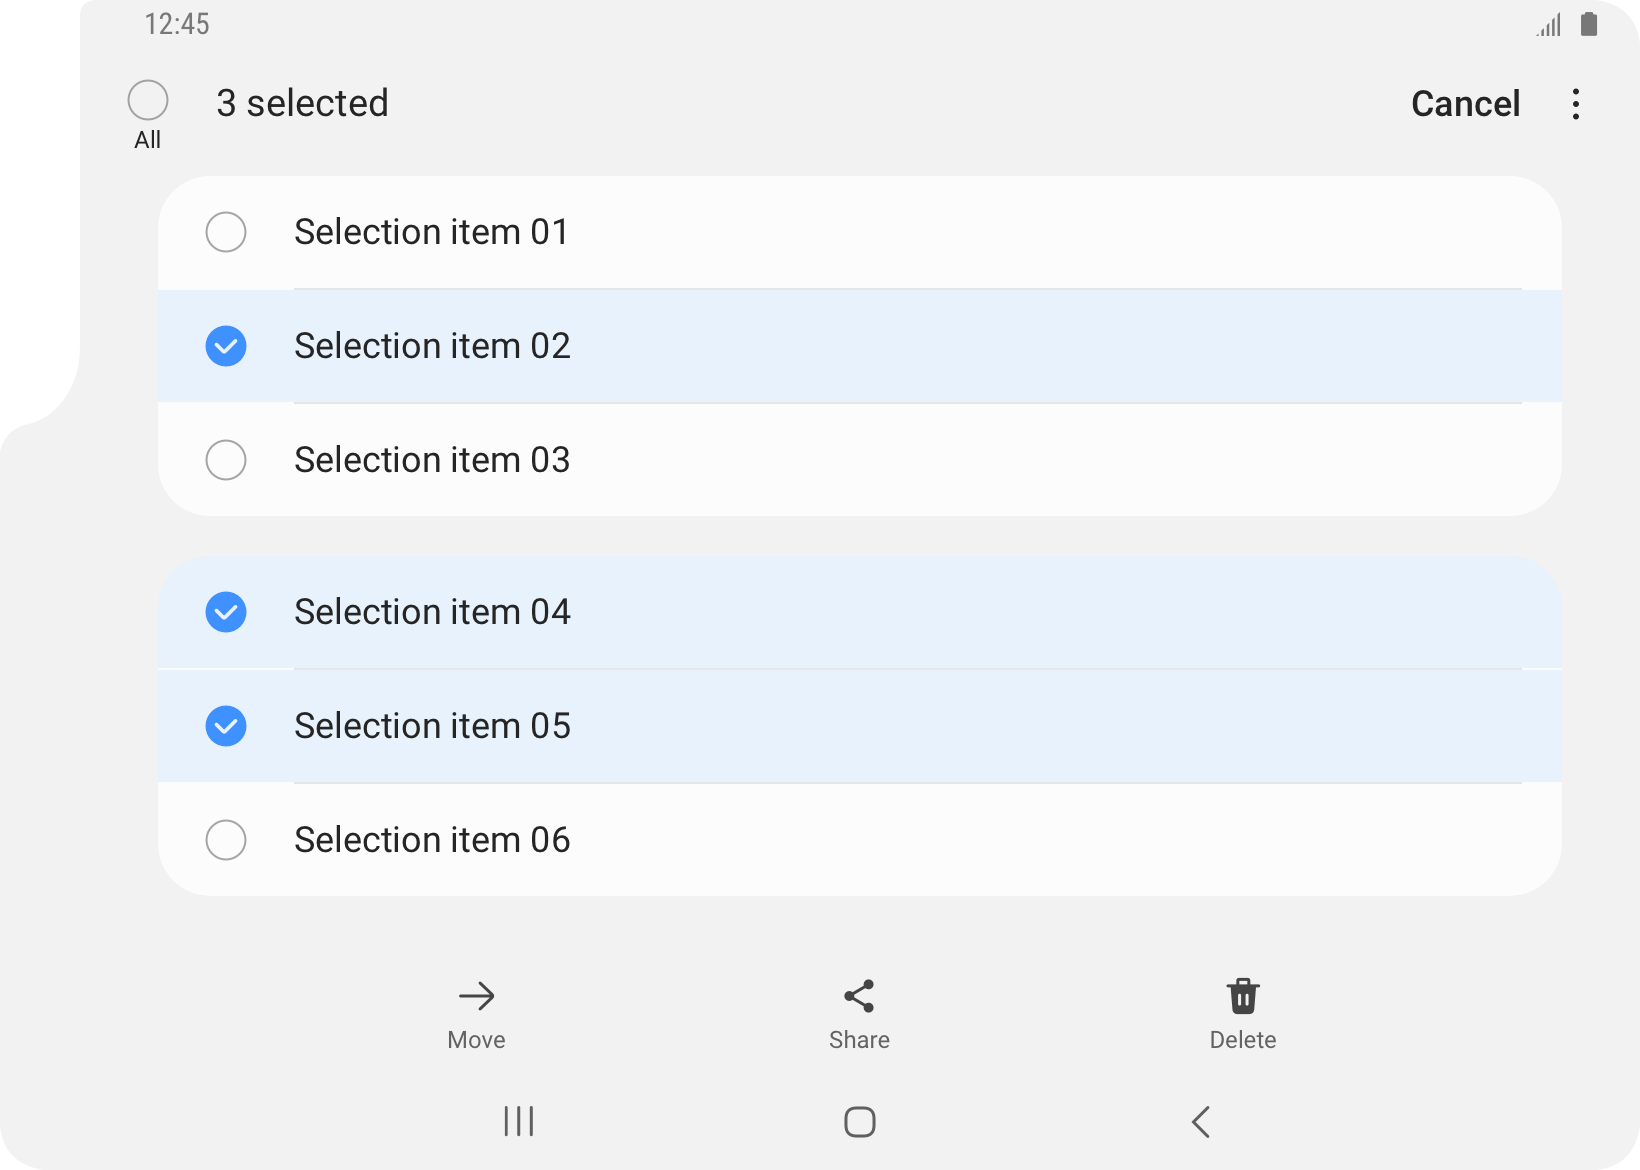 12:45
All
3 selected
Cancel
Selection item 01
Selection item 02
Selection item 03
Selection item 04
Selection item 05
Selection item 06
Move
Share
Delete